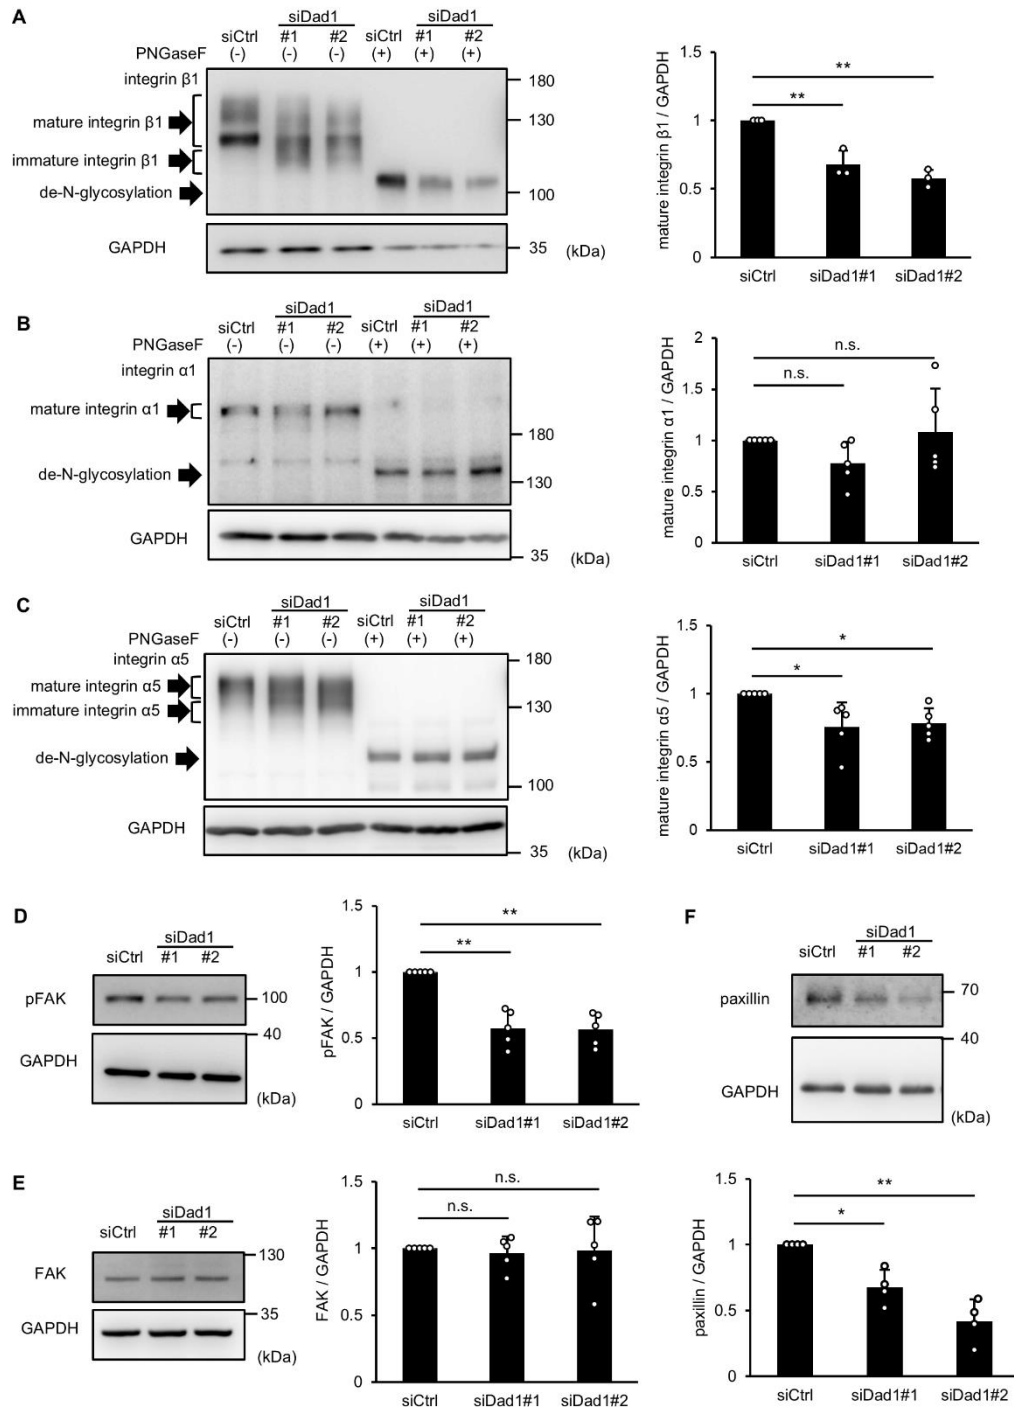 A
siDad1
siDad1
siCtrl #1 #2 siCtrl #1 #2
PNGaseF (-) (-) (-) (+) (+) (+)
integrin β1
mature integrin β1
immature integrin β1
de-N-glycosylation
180
130
100
GAPDH
35
(kDa)
mature integrin β1 / GAPDH
1.5
1
0.5
0
**
**
siCtrl siDad1#1 siDad1#2
B
siDad1
siDad1
siCtrl #1 #2 siCtrl #1 #2
PNGaseF (-) (-) (-) (+) (+) (+)
integrin α1
mature integrin α1
de-N-glycosylation
180
130
GAPDH
35
(kDa)
mature integrin α1 / GAPDH
2
1.5
1
0.5
0
n.s.
n.s.
siCtrl siDad1#1 siDad1#2
C
siDad1
siDad1
siCtrl #1 #2 siCtrl #1 #2
PNGaseF (-) (-) (-) (+) (+) (+)
integrin α5
mature integrin α5
immature integrin α5
de-N-glycosylation
180
130
100
GAPDH
35
(kDa)
mature integrin α5 / GAPDH
1.5
1
0.5
0
*
*
siCtrl siDad1#1 siDad1#2
D
siDad1
siCtrl #1 #2
pFAK
100
40
GAPDH
(kDa)
pFAK / GAPDH
1.5
1
0.5
0
**
**
siCtrl siDad1#1 siDad1#2
F
siDad1
siCtrl #1 #2
paxillin
70
40
GAPDH
(kDa)
E
siDad1
siCtrl #1 #2
FAK
130
35
GAPDH
(kDa)
FAK / GAPDH
1.5
1
0.5
0
n.s.
n.s.
siCtrl siDad1#1 siDad1#2
paxillin / GAPDH
1.5
1
0.5
0
**
*
siCtrl siDad1#1 siDad1#2